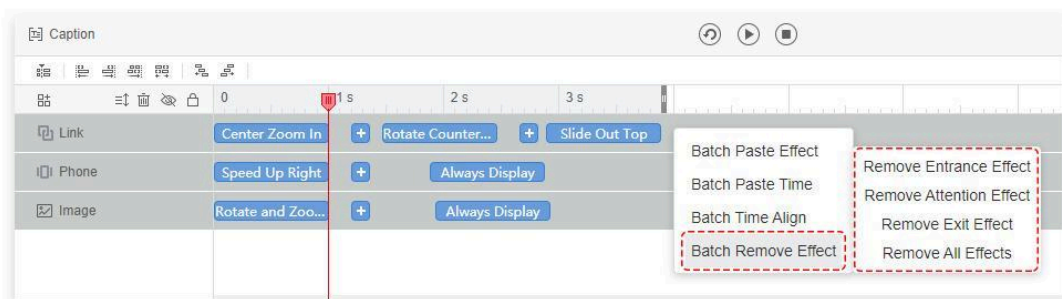 Caption
0 1 s 2 s 3 s
Link Center Zoom In + Rotate Counter... + Slide Out Top
Phone Speed Up Right + Always Display
Image Rotate and Zoo... + Always Display
Batch Paste Effect
Batch Paste Time
Batch Time Align
Batch Remove Effect
Remove Entrance Effect
Remove Attention Effect
Remove Exit Effect
Remove All Effects